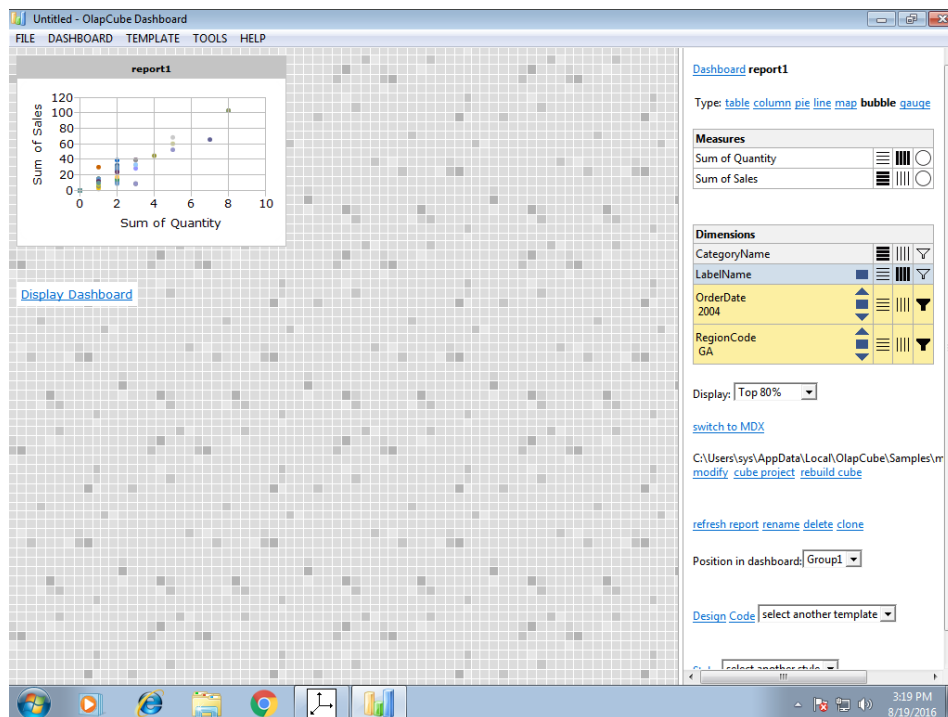 Untitled - OlapCube Dashboard
FILE DASHBOARD TEMPLATE TOOLS HELP
report1
Sum of Sales
120
100
80
60
40
20
0
0 2 4 6 8 10
Sum of Quantity
Display Dashboard
Dashboard report1
Type: table column pie line map bubble gauge
Measures
Sum of Quantity
Sum of Sales
Dimensions
CategoryName
LabelName
OrderDate
2004
RegionCode
GA
Display: Top 80%
switch to MDX
C:\Users\sys\AppData\Local\OlapCube\Samples\m
modify cube project rebuild cube
refresh report rename delete clone
Position in dashboard: Group1
Design Code select another template
select another style
3:19 PM
8/19/2016